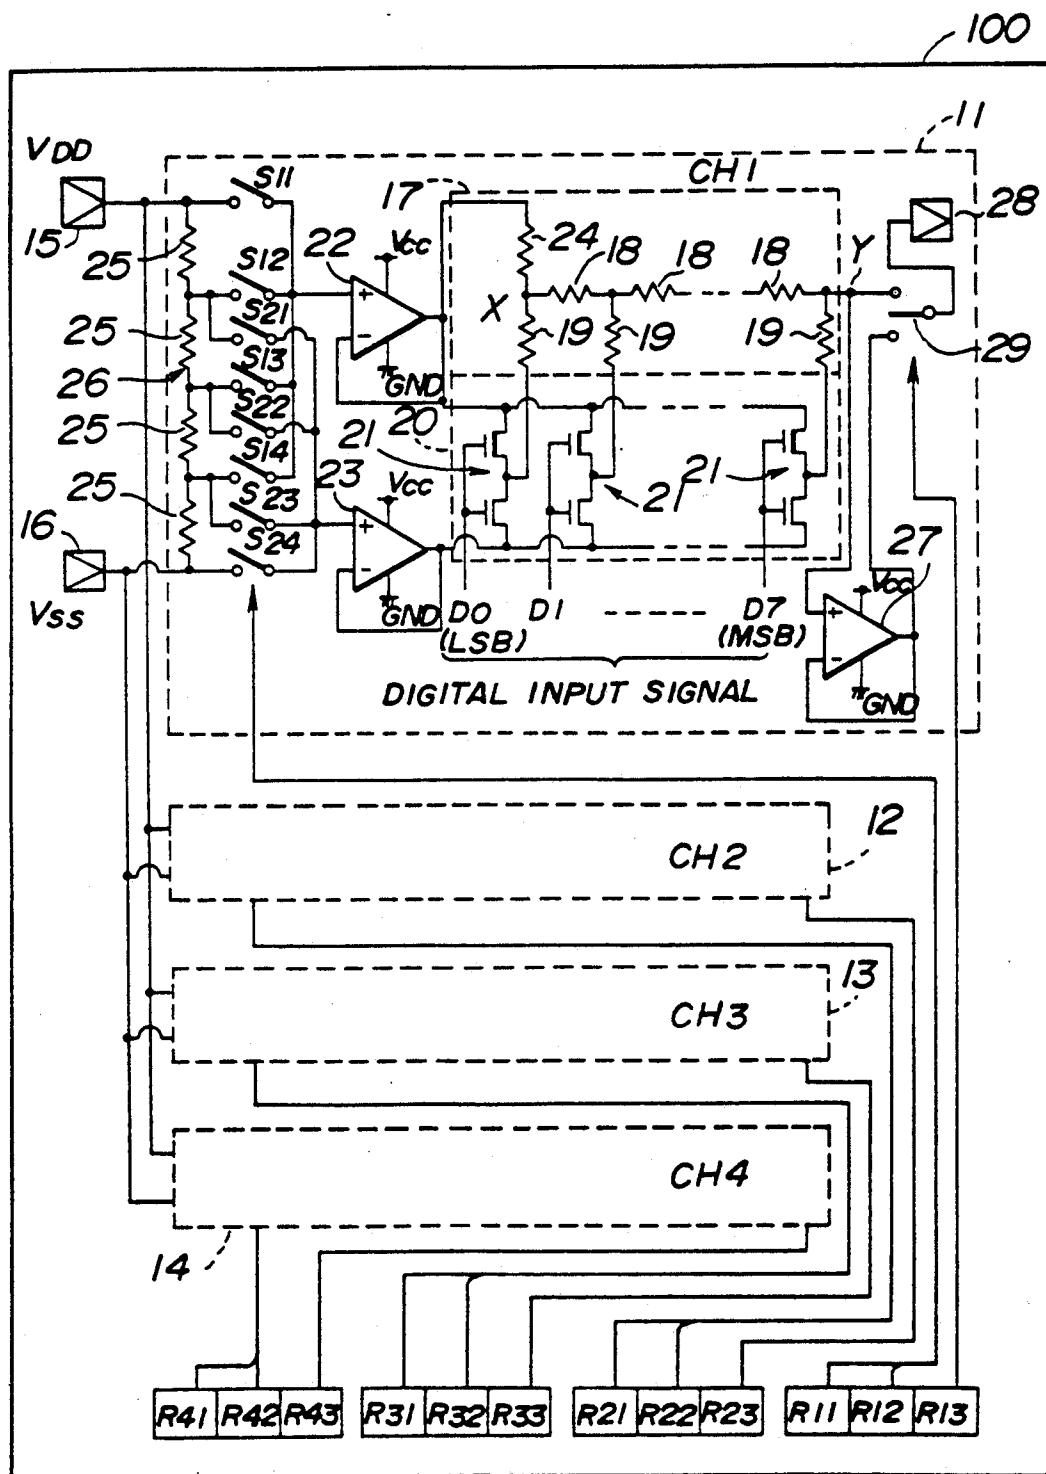 100
11
VDD
CH1
S11
17
28
15
25
S12
22
Vcc
24
18
18
18
Y
S21
X
25
S13
19
19
19
29
26
S22
GND
25
S14
20
21
21
21
23
25
S23
Vcc
16
S24
27
Vcc
VSS
GND
D0
D1
D7
(LSB)
(MSB)
GND
DIGITAL INPUT SIGNAL
12
CH2
13
CH3
CH4
14
R41 R42 R43 R31 R32 R33 R21 R22 R23 R11 R12 R13